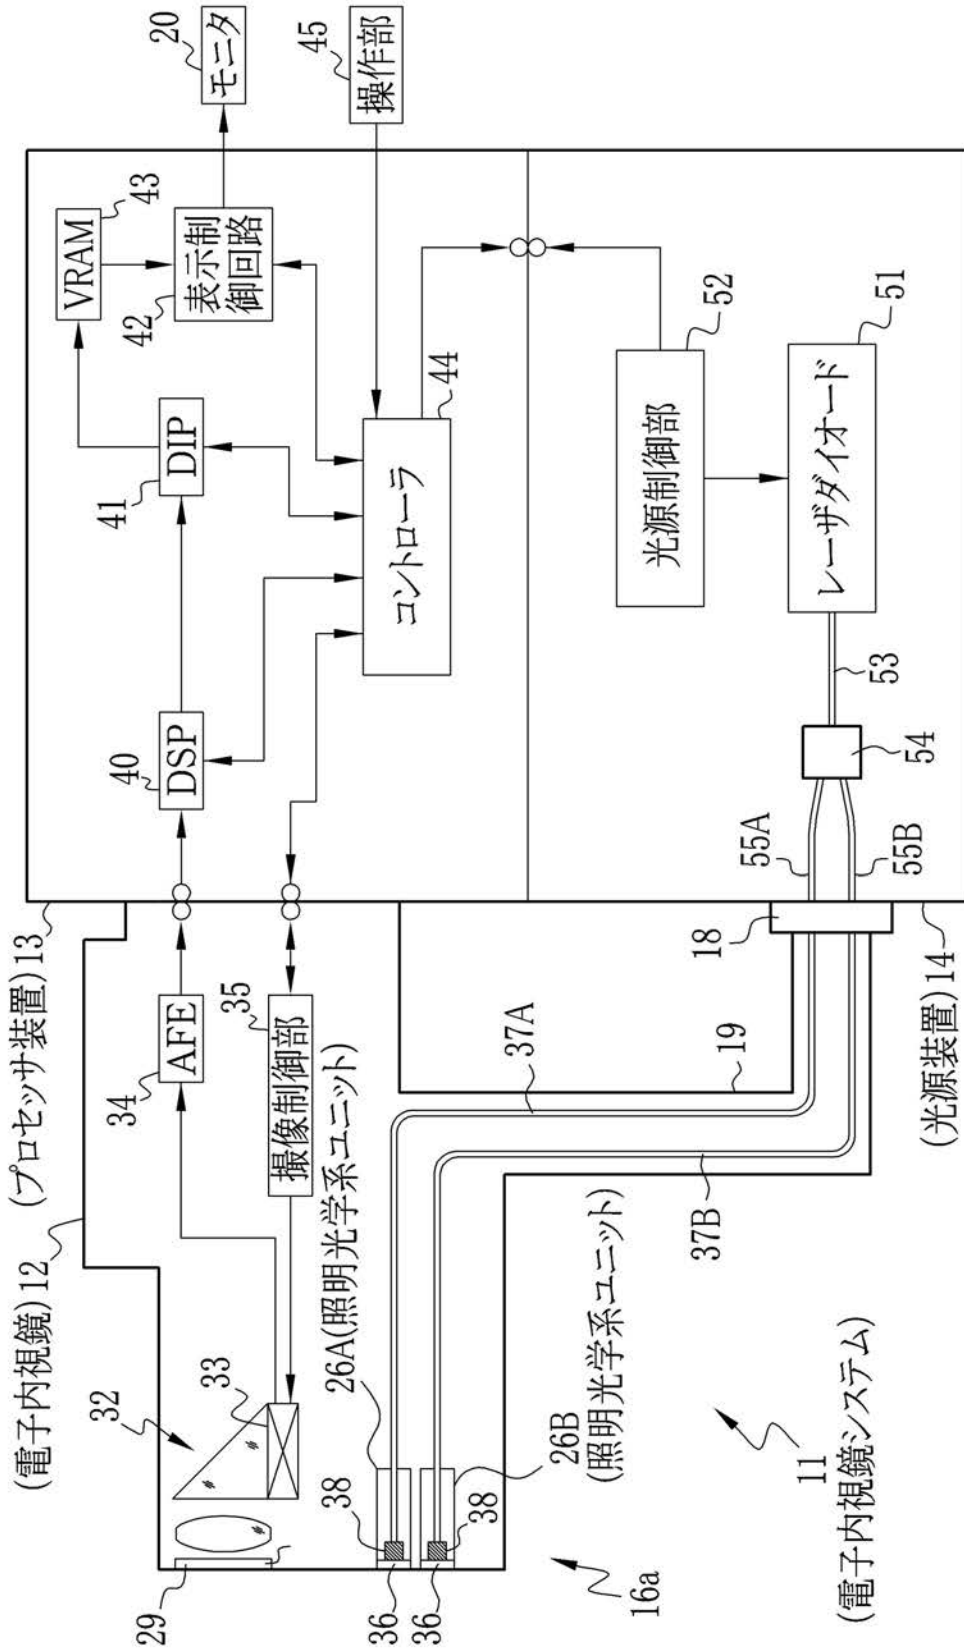 (電子内視鏡)12
(プロセッサ装置)13
20
モニタ
45
操作部
43
VRAM
42
表示制
御回路
41
DIP
40
DSP
34
AFE
35
撮像制御部
44
コントローラ
32
33
29
26A(照明光学系ユニット)
38
36
38
36
26B
(照明光学系ユニット)
37A
37B
19
18
55A
55B
54
53
52
光源制御部
51
レーザダイオード
(光源装置)14
16a
11
(電子内視鏡システム)